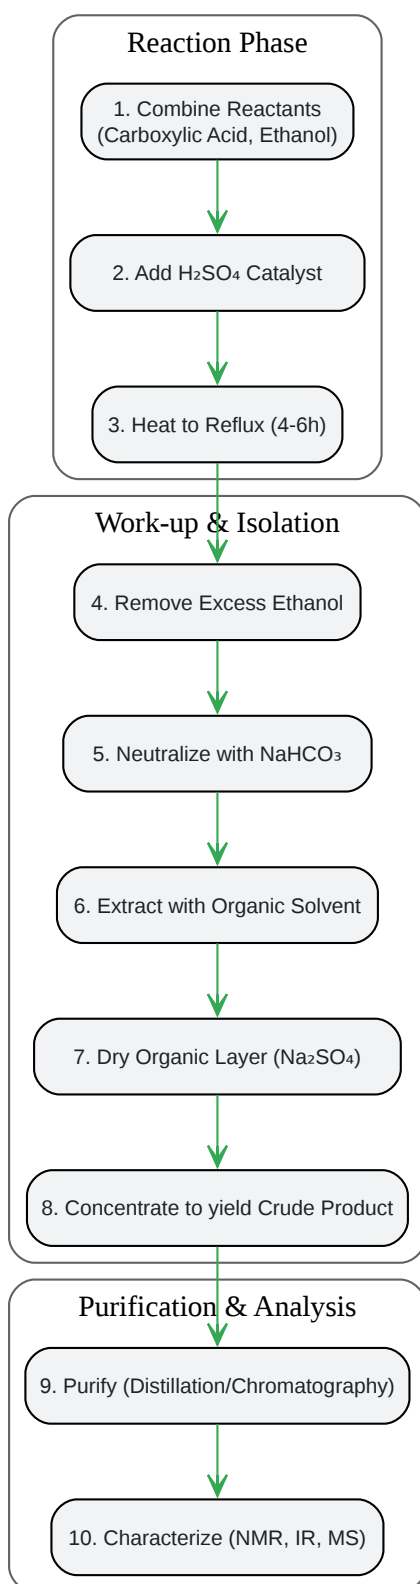 Reaction Phase
1. Combine Reactants
(Carboxylic Acid, Ethanol)
2. Add H₂SO₄ Catalyst
3. Heat to Reflux (4-6h)
Work-up & Isolation
4. Remove Excess Ethanol
5. Neutralize with NaHCO₃
6. Extract with Organic Solvent
7. Dry Organic Layer (Na₂SO₄)
8. Concentrate to yield Crude Product
Purification & Analysis
9. Purify (Distillation/Chromatography)
10. Characterize (NMR, IR, MS)